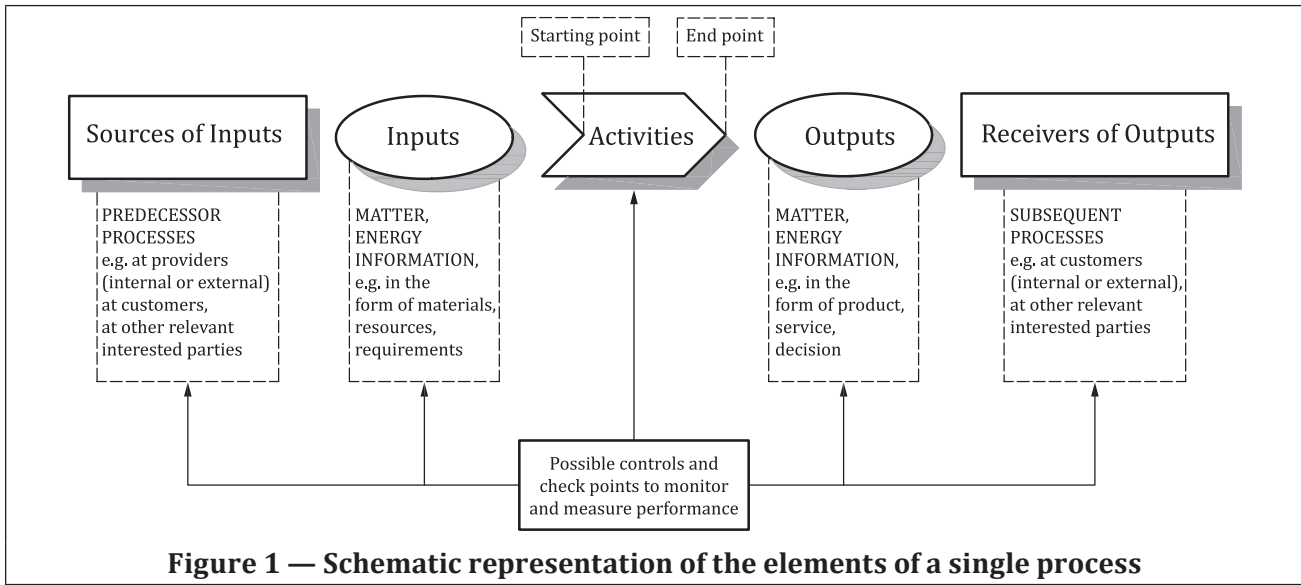 Starting point
End point
Sources of Inputs
Inputs
Activities
Outputs
Receivers of Outputs
PREDECESSOR
PROCESSES
e.g. at providers
(internal or external)
at customers,
at other relevant
interested parties
MATTER,
ENERGY
INFORMATION,
e.g. in the
form of materials,
resources,
requirements
MATTER,
ENERGY
INFORMATION,
e.g. in the
form of product,
service,
decision
SUBSEQUENT
PROCESSES
e.g. at customers
(internal or external),
at other relevant
interested parties
Possible controls and
check points to monitor
and measure performance
Figure 1 — Schematic representation of the elements of a single process